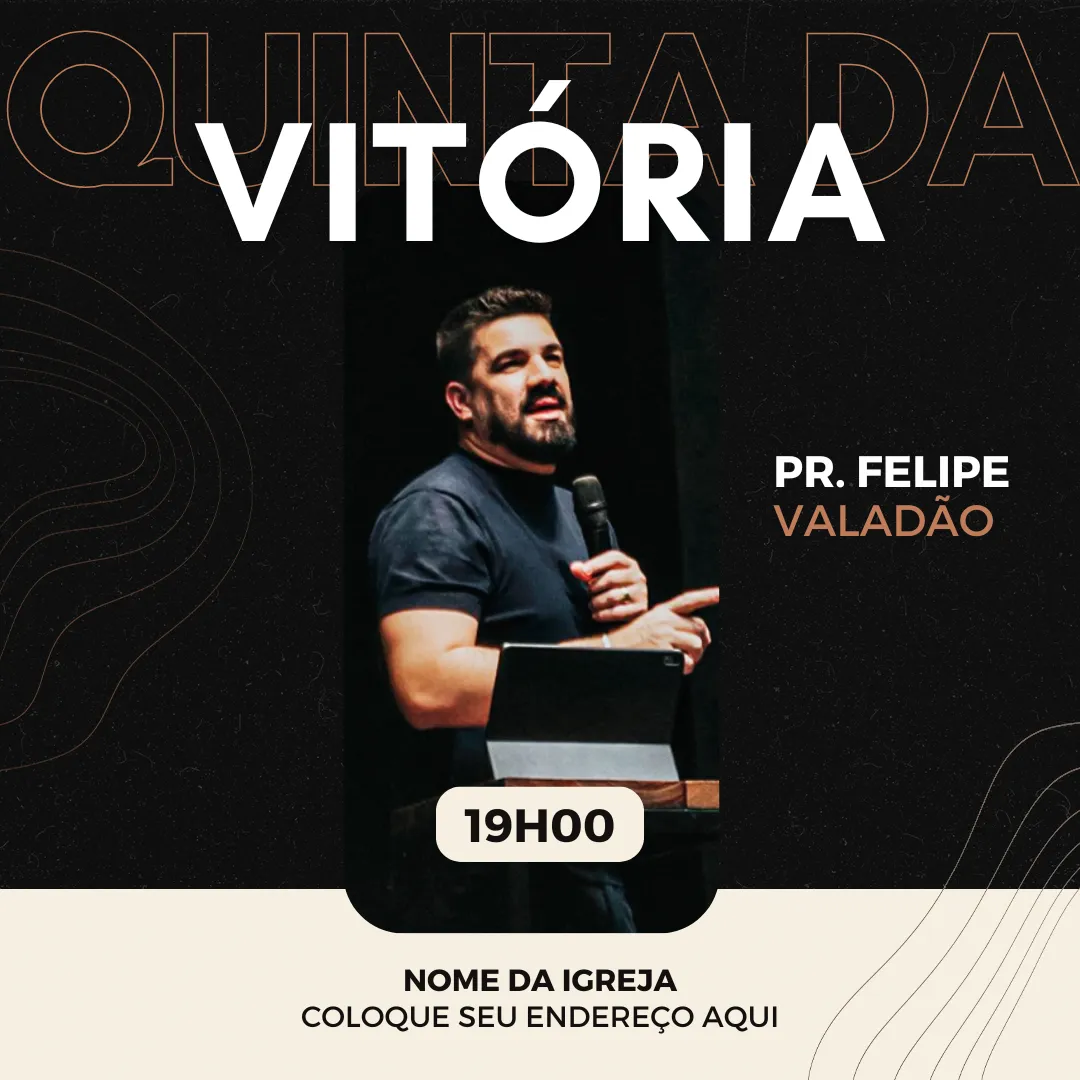 QUINTA DA
VITÓRIA
PR. FELIPE
VALADÃO
19H00
NOME DA IGREJA
COLOQUE SEU ENDEREÇO AQUI